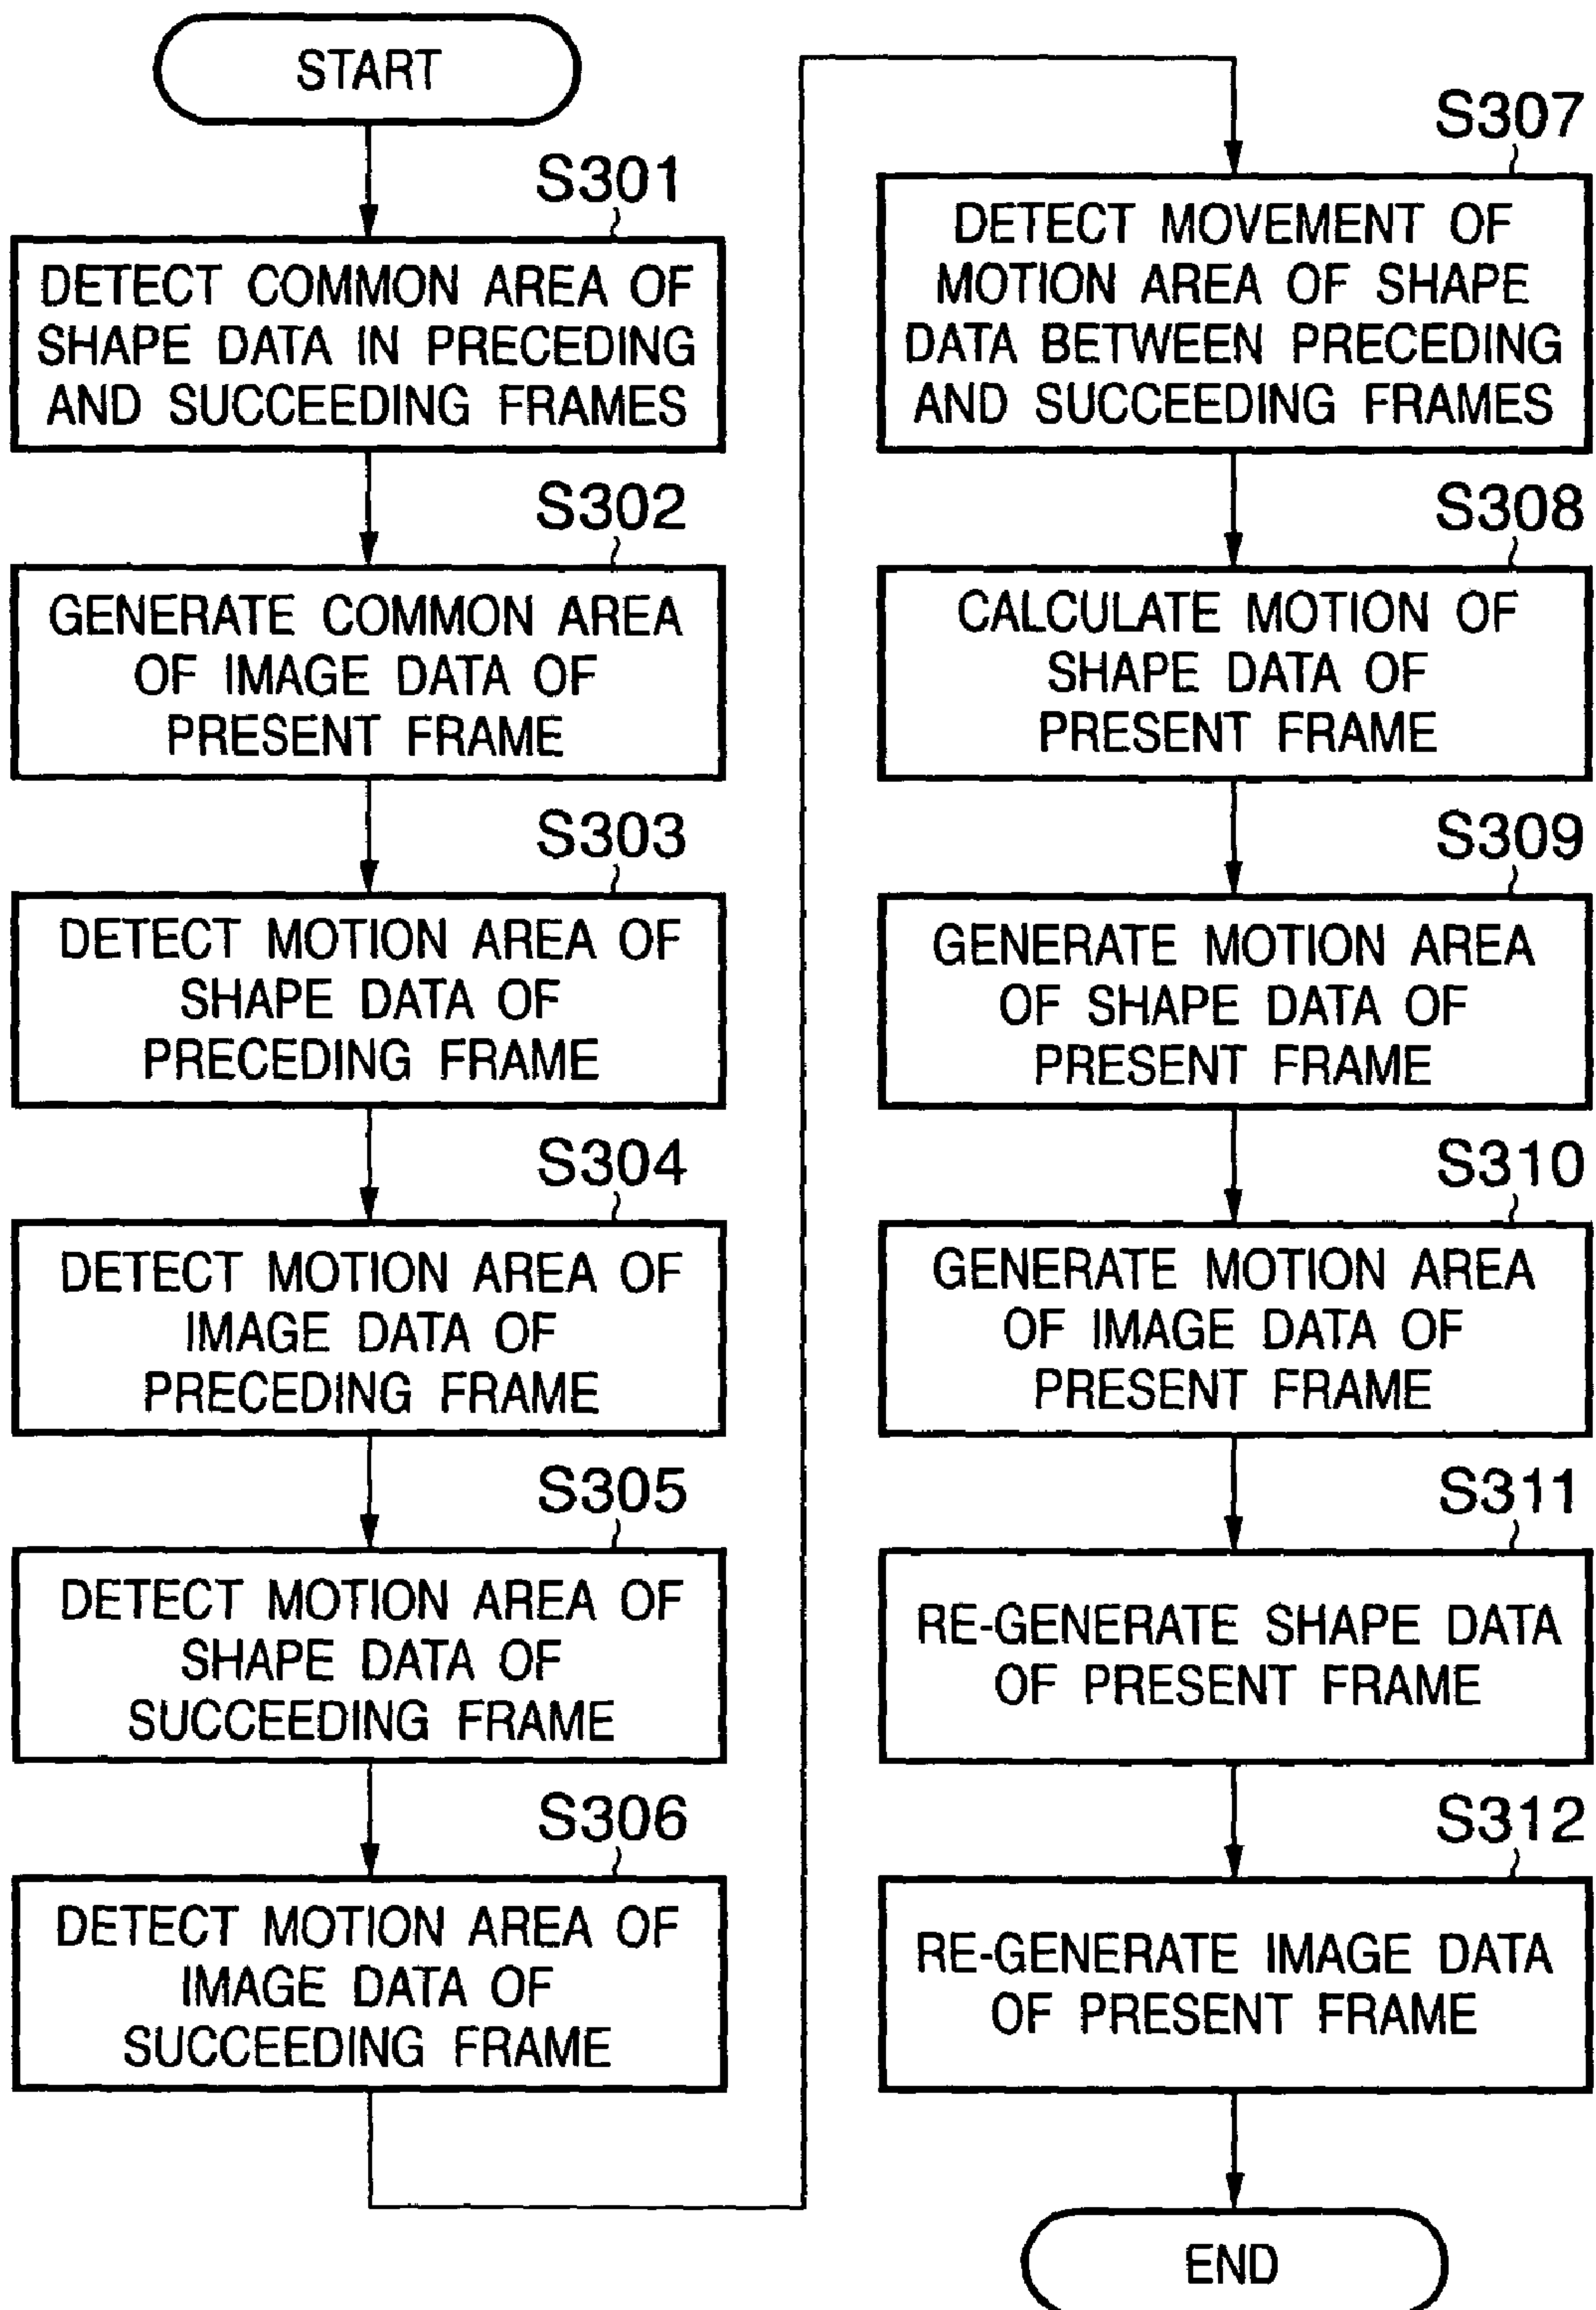 START
S301
DETECT COMMON AREA OF
SHAPE DATA IN PRECEDING
AND SUCCEEDING FRAMES
S302
GENERATE COMMON AREA
OF IMAGE DATA OF
PRESENT FRAME
S303
DETECT MOTION AREA OF
SHAPE DATA OF
PRECEDING FRAME
S304
DETECT MOTION AREA OF
IMAGE DATA OF
PRECEDING FRAME
S305
DETECT MOTION AREA OF
SHAPE DATA OF
SUCCEEDING FRAME
S306
DETECT MOTION AREA OF
IMAGE DATA OF
SUCCEEDING FRAME
S307
DETECT MOVEMENT OF
MOTION AREA OF SHAPE
DATA BETWEEN PRECEDING
AND SUCCEEDING FRAMES
S308
CALCULATE MOTION OF
SHAPE DATA OF
PRESENT FRAME
S309
GENERATE MOTION AREA
OF SHAPE DATA OF
PRESENT FRAME
S310
GENERATE MOTION AREA
OF IMAGE DATA OF
PRESENT FRAME
S311
RE-GENERATE SHAPE DATA
OF PRESENT FRAME
S312
RE-GENERATE IMAGE DATA
OF PRESENT FRAME
END